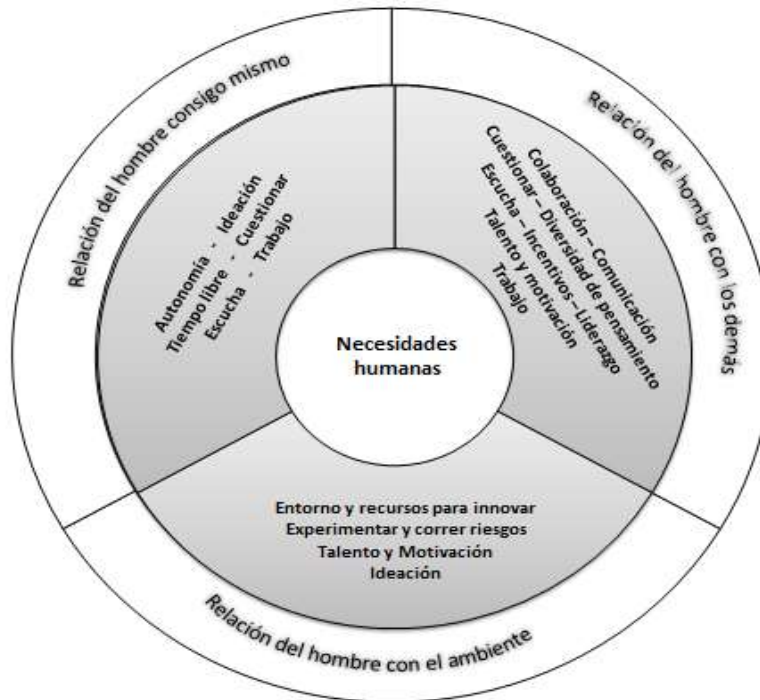 Relación del hombre consigo mismo
Autonomía - Ideación
Tiempo libre - Cuestionar
Escucha - Trabajo
Relación del hombre con los demás
Colaboración – Comunicación
Cuestionar – Diversidad de pensamiento
Escucha – Incentivos – Liderazgo
Talento y motivación
Trabajo
Necesidades
humanas
Entorno y recursos para innovar
Experimentar y correr riesgos
Talento y Motivación
Ideación
Relación del hombre con el ambiente